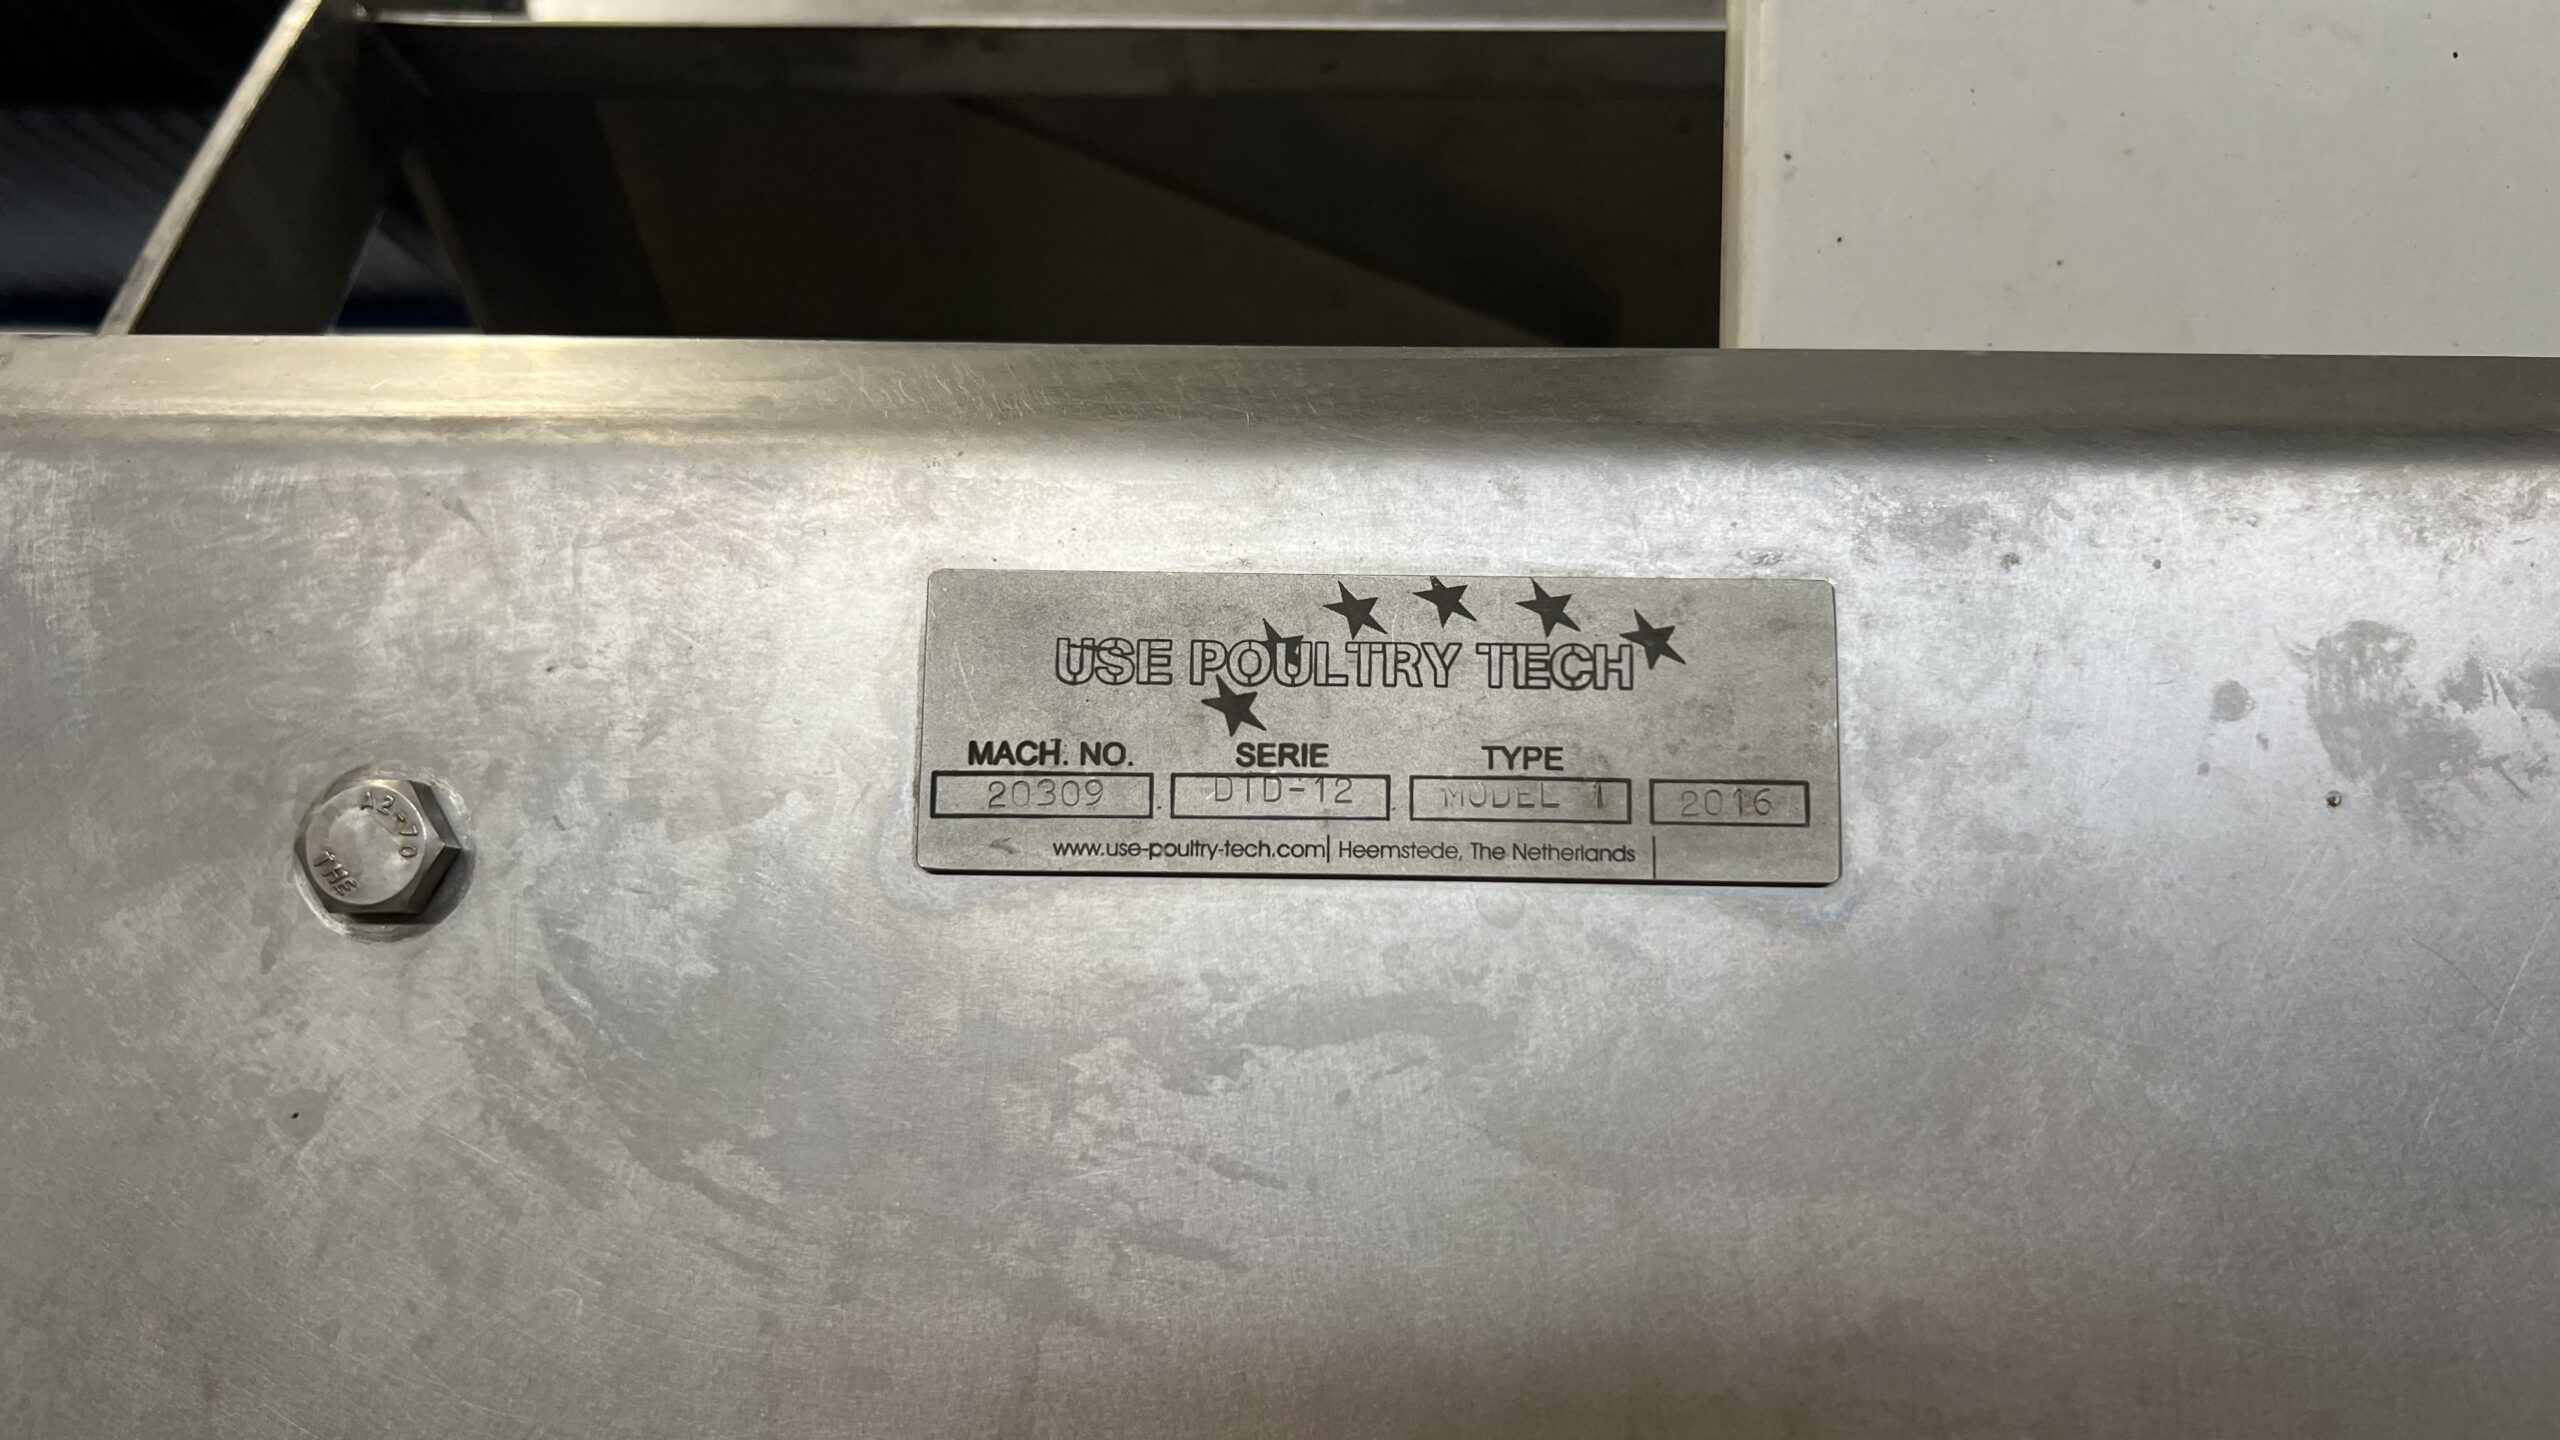 USE POULTRY TECH
MACH. NO. SERIE TYPE
20309 . DTD-12 . MODEL 1 2016
www.use-poultry-tech.com| Heemstede, The Netherlands
A2-70
THE